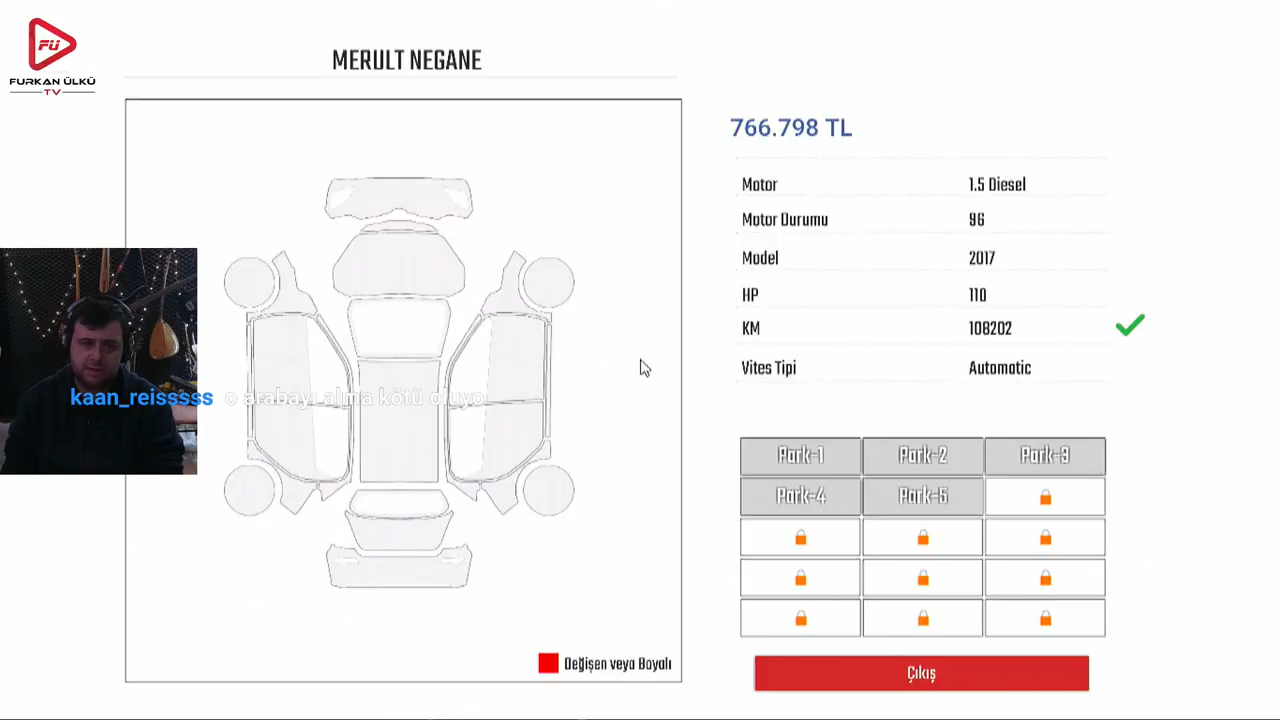 FU
FURKAN ÜLKÜ
TV
MERULT NEGANE
766.798 TL
Motor 1.5 Diesel
Motor Durumu 96
Model 2017
HP 110
KM 108202
Vites Tipi Automatic
kaan_reisssss o arabayı alma kötü oluyo
Park-1 Park-2 Park-3
Park-4 Park-5
Değişen veya Boyalı
Çıkış